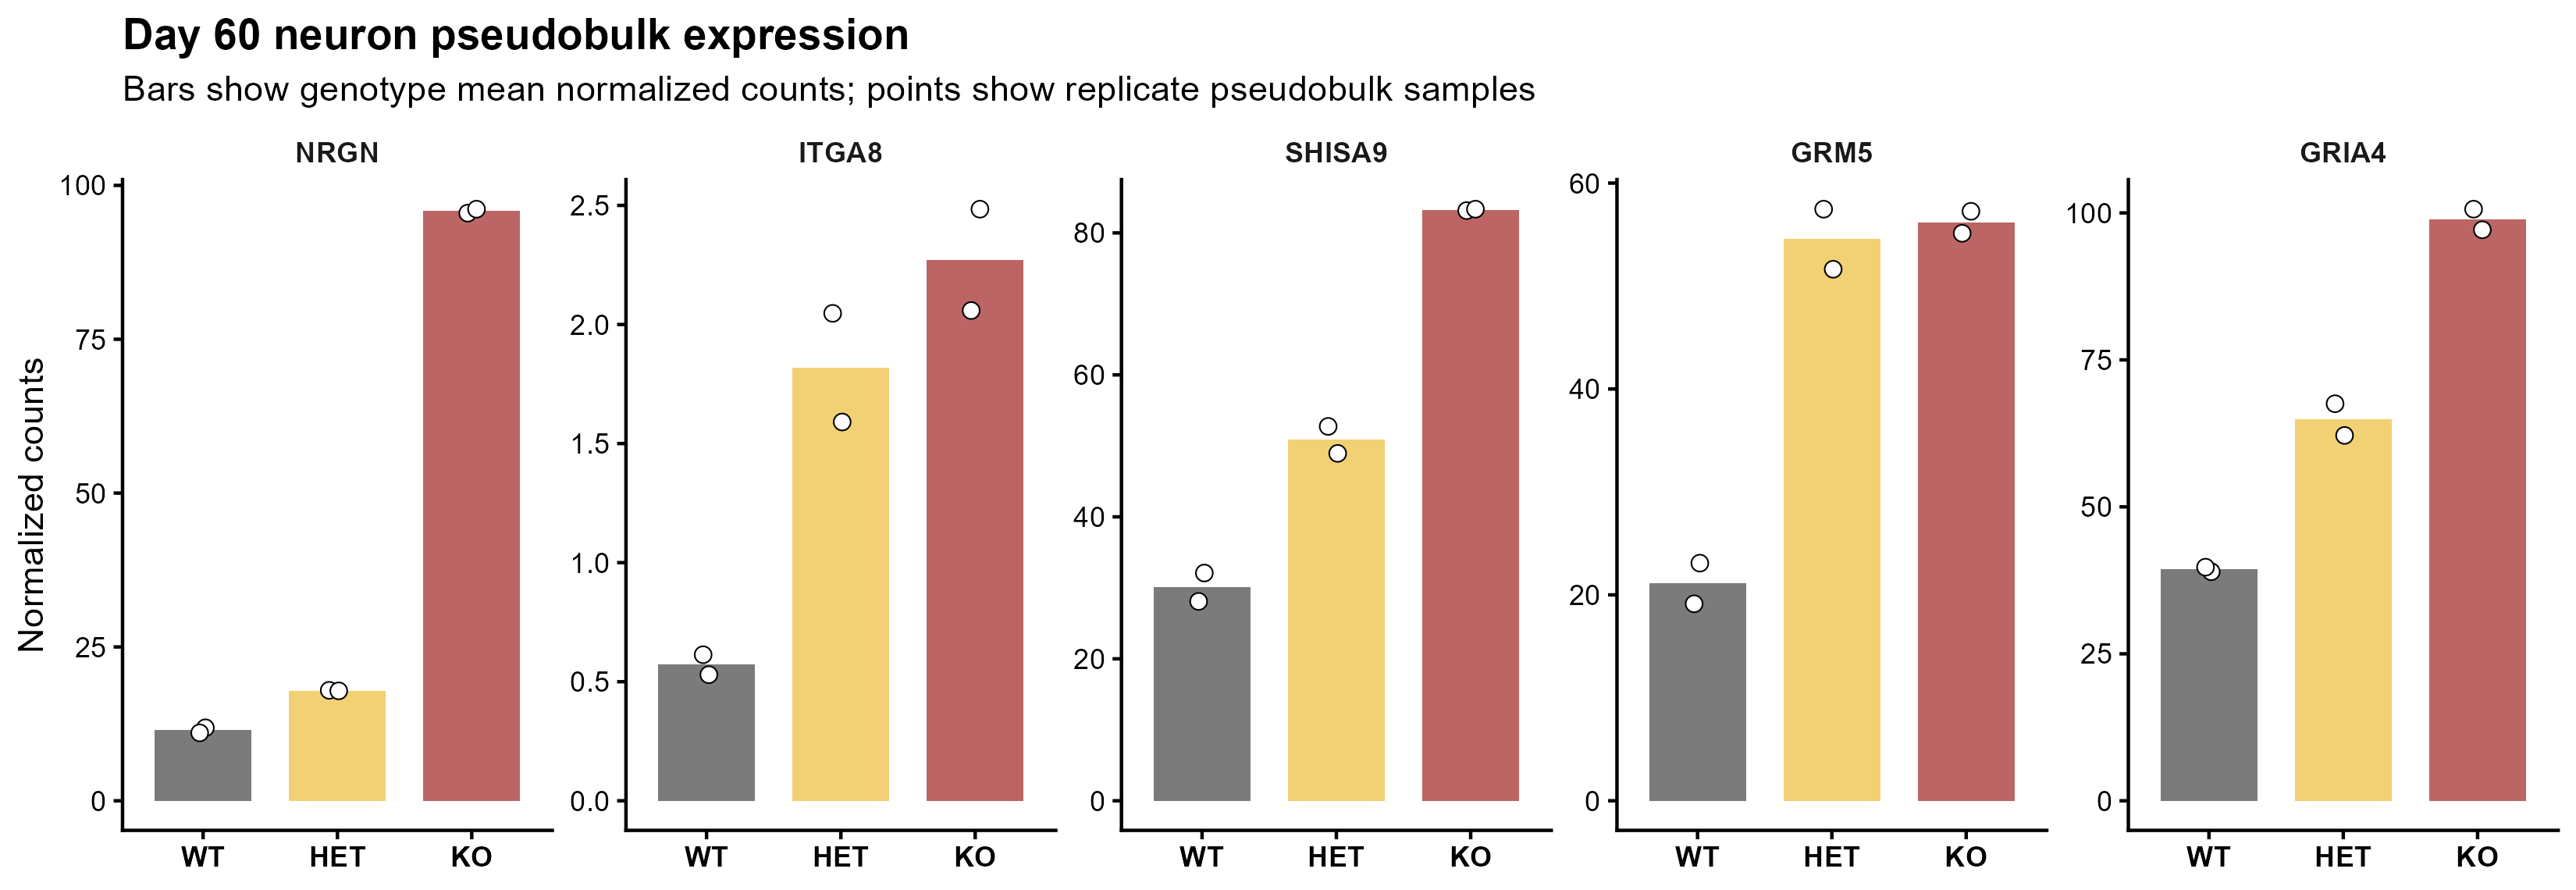 Day 60 neuron pseudobulk expression
Bars show genotype mean normalized counts; points show replicate pseudobulk samples
NRGN
ITGA8
SHISA9
GRM5
GRIA4
Normalized counts
100
75
50
25
0
2.5
2.0
1.5
1.0
0.5
0.0
80
60
40
20
0
60
40
20
0
100
75
50
25
0
WT HET KO
WT HET KO
WT HET KO
WT HET KO
WT HET KO